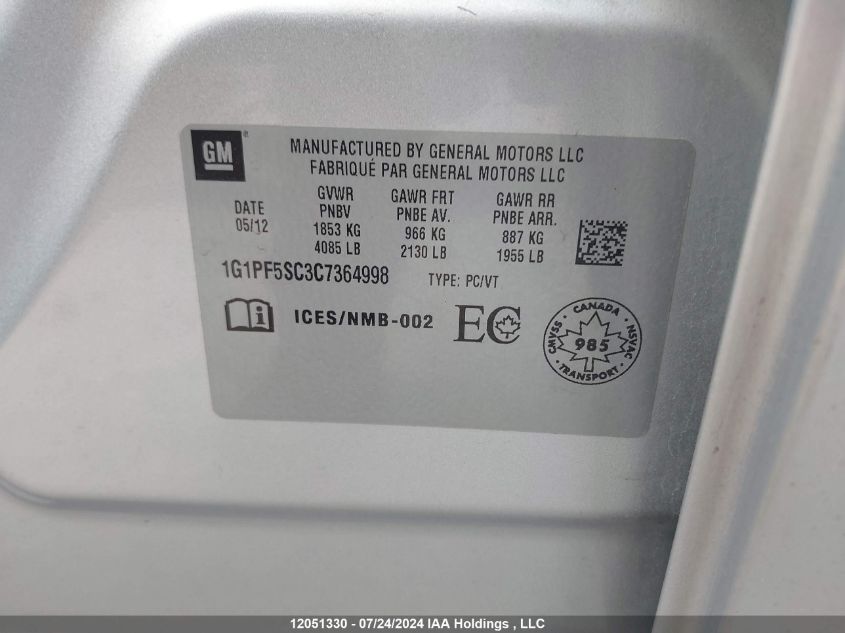 GM
MANUFACTURED BY GENERAL MOTORS LLC
FABRIQUÉ PAR GENERAL MOTORS LLC
DATE
05/12
GVWR
PNBV
1853 KG
4085 LB
GAWR FRT
PNBE AV.
966 KG
2130 LB
GAWR RR
PNBE ARR.
887 KG
1955 LB
1G1PF5SC3C7364998 TYPE: PC/VT
i ICES/NMB-002 EC
CANADA
CMVSS 985 NSVAC
TRANSPORT
12051330 - 07/24/2024 IAA Holdings , LLC